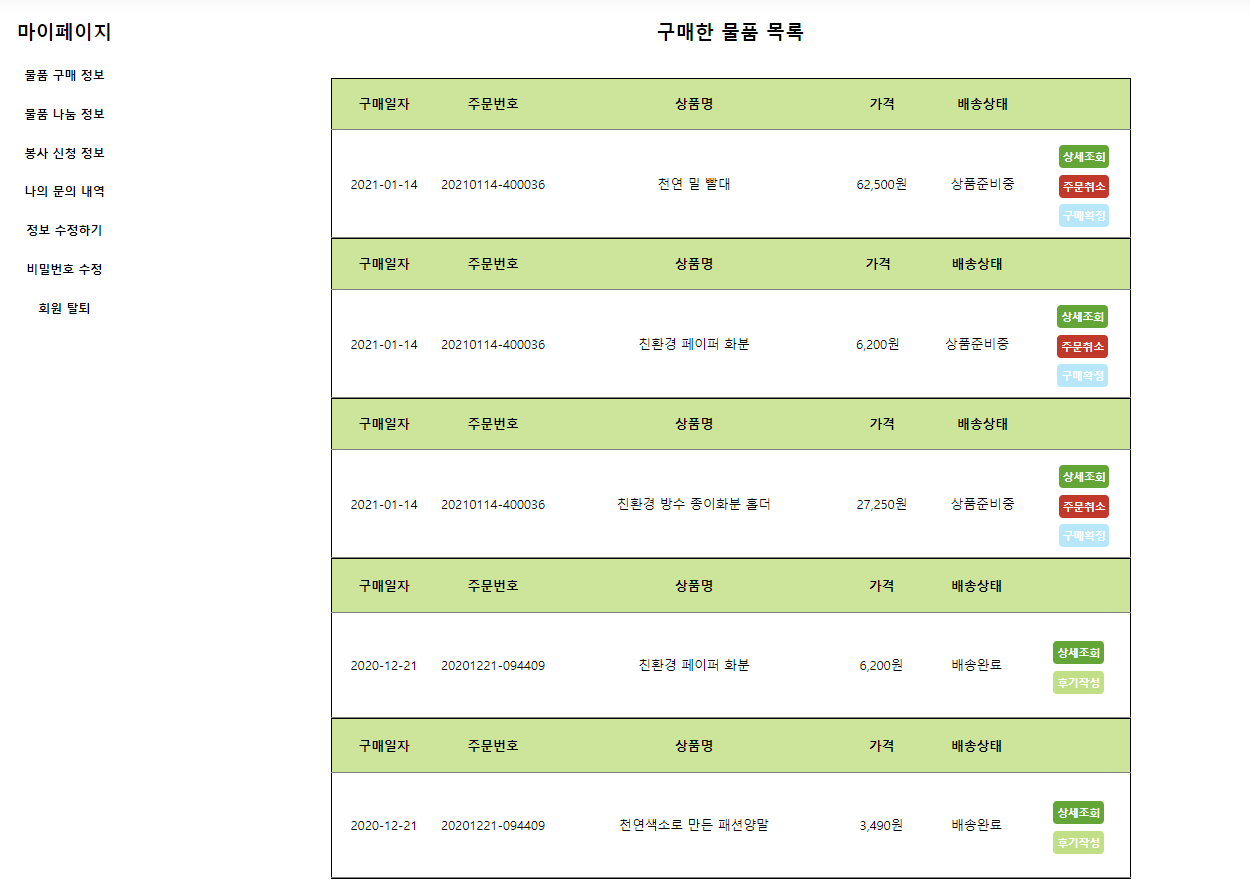 마이페이지
물품 구매 정보
물품 나눔 정보
봉사 신청 정보
나의 문의 내역
정보 수정하기
비밀번호 수정
회원 탈퇴
구매한 물품 목록
구매일자 주문번호 상품명 가격 배송상태
2021-01-14 20210114-400036 천연 밀 빨대 62,500원 상품준비중
상세조회
주문취소
구매확정
구매일자 주문번호 상품명 가격 배송상태
2021-01-14 20210114-400036 친환경 페이퍼 화분 6,200원 상품준비중
상세조회
주문취소
구매확정
구매일자 주문번호 상품명 가격 배송상태
2021-01-14 20210114-400036 친환경 방수 종이화분 홀더 27,250원 상품준비중
상세조회
주문취소
구매확정
구매일자 주문번호 상품명 가격 배송상태
2020-12-21 20201221-094409 친환경 페이퍼 화분 6,200원 배송완료
상세조회
후기작성
구매일자 주문번호 상품명 가격 배송상태
2020-12-21 20201221-094409 천연색소로 만든 패션양말 3,490원 배송완료
상세조회
후기작성